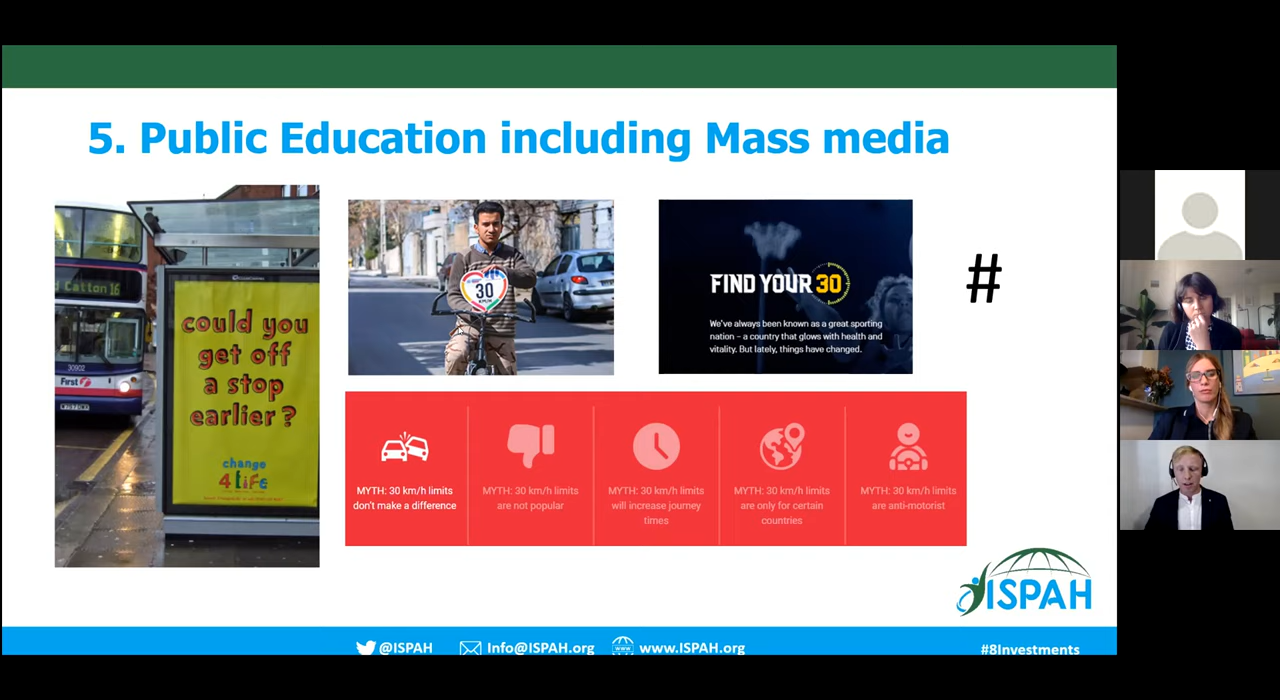 5. Public Education including Mass media
d Catton 16
30902
First
could you
get off
a stop
earlier?
change
4 Life
30
KM/H
FIND YOUR 30
We've always been known as a great sporting
nation – a country that glows with health and
vitality. But lately, things have changed.
#
MYTH: 30 km/h limits
don't make a difference
MYTH: 30 km/h limits
are not popular
MYTH: 30 km/h limits
will increase journey
times
MYTH: 30 km/h limits
are only for certain
countries
MYTH: 30 km/h limits
are anti-motorist
ISPAH
@ISPAH
Info@ISPAH.org
www
www.ISPAH.org
#8Investments